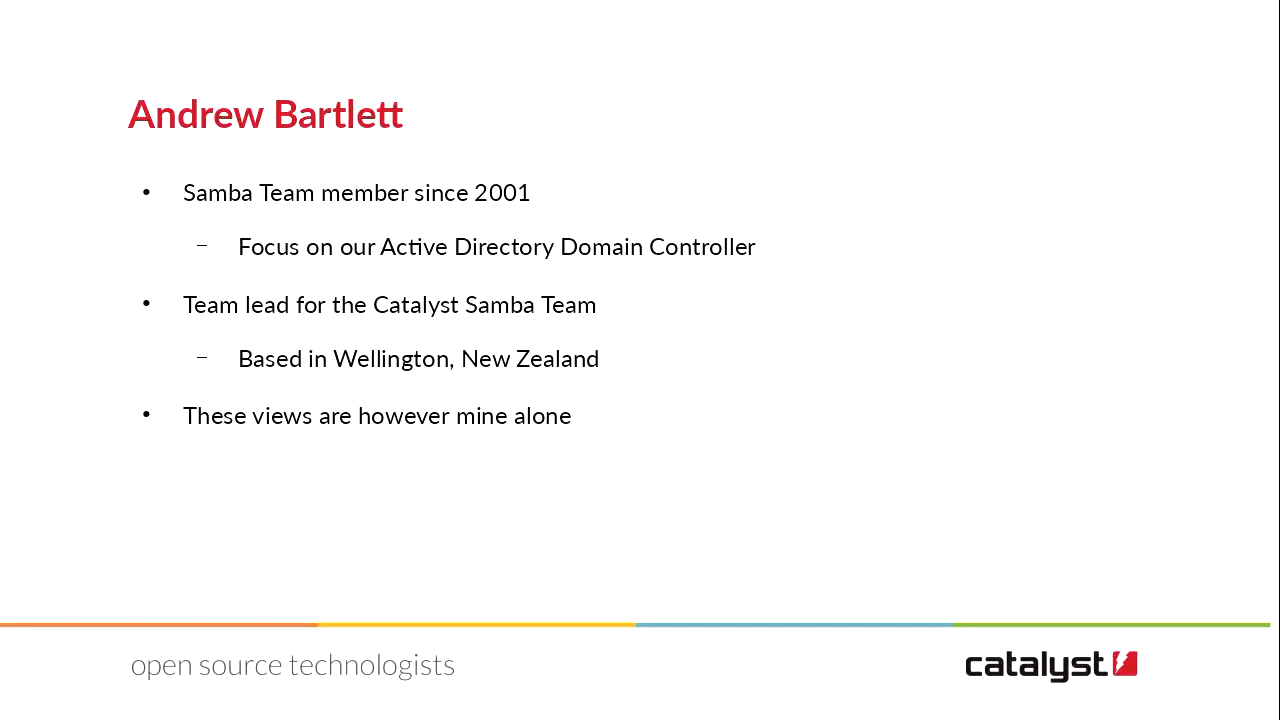 Andrew Bartlett
• Samba Team member since 2001
– Focus on our Active Directory Domain Controller
• Team lead for the Catalyst Samba Team
– Based in Wellington, New Zealand
• These views are however mine alone
open source technologists
catalyst